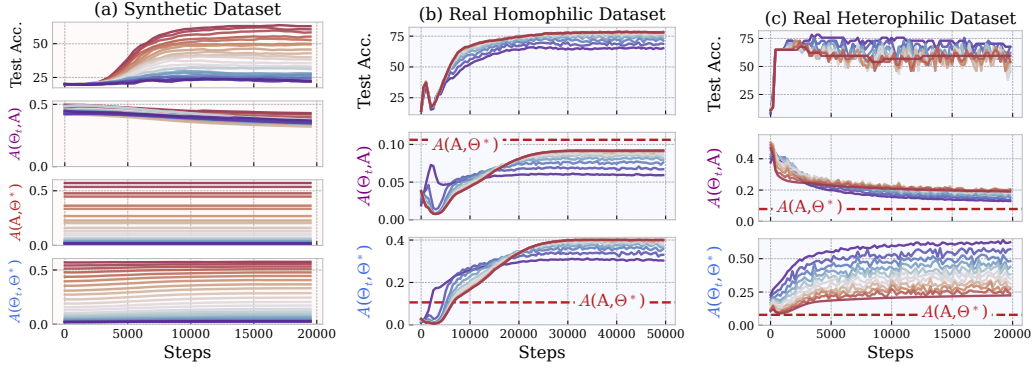 (a) Synthetic Dataset
Test Acc.
50
25
A(Θt,A)
0.5
0.0
A(A,Θ*)
0.5
0.0
A(Θt,Θ*)
0.5
0.0
0 5000 10000 15000 20000
Steps
(b) Real Homophilic Dataset
Test Acc.
75
50
25
A(Θt,A)
0.10
0.05
0.00
A(A,Θ*)
A(Θt,Θ*)
0.4
0.2
0.0
A(A,Θ*)
0 10000 20000 30000 40000 50000
Steps
(c) Real Heterophilic Dataset
Test Acc.
75
50
25
A(Θt,A)
0.4
0.2
0.0
A(A,Θ*)
A(Θt,Θ*)
0.50
0.25
0.00
A(A,Θ*)
0 5000 10000 15000 20000
Steps